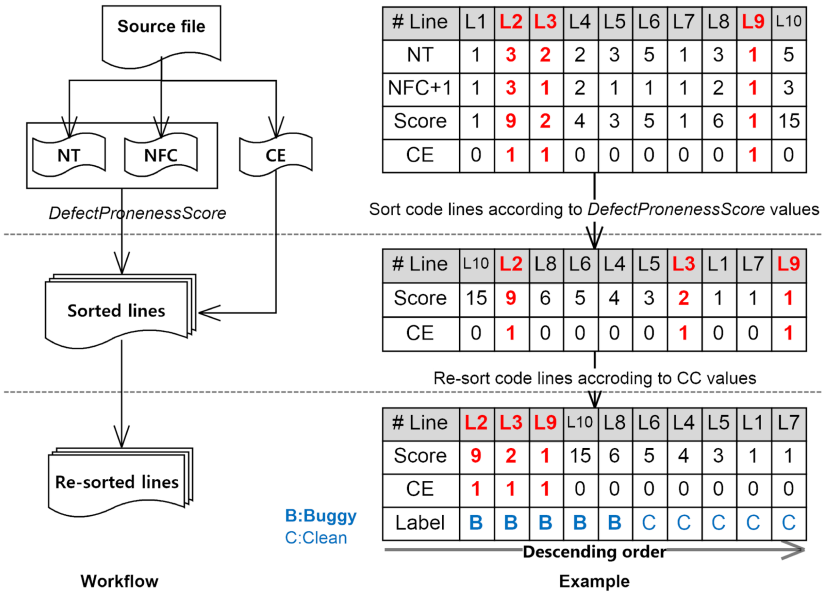 Source file
NT
NFC
CE
DefectPronenessScore
Sorted lines
Re-sorted lines
Workflow
# Line L1 L2 L3 L4 L5 L6 L7 L8 L9 L10
NT 1 3 2 2 3 5 1 3 1 5
NFC+1 1 3 1 2 1 1 1 2 1 3
Score 1 9 2 4 3 5 1 6 1 15
CE 0 1 1 0 0 0 0 0 1 0
Sort code lines according to DefectPronenessScore values
# Line L10 L2 L8 L6 L4 L5 L3 L1 L7 L9
Score 15 9 6 5 4 3 2 1 1 1
CE 0 1 0 0 0 0 1 0 0 1
Re-sort code lines accroding to CC values
# Line L2 L3 L9 L10 L8 L6 L4 L5 L1 L7
Score 9 2 1 15 6 5 4 3 1 1
CE 1 1 1 0 0 0 0 0 0 0
Label B B B B B C C C C C
B:Buggy
C:Clean
Descending order
Example